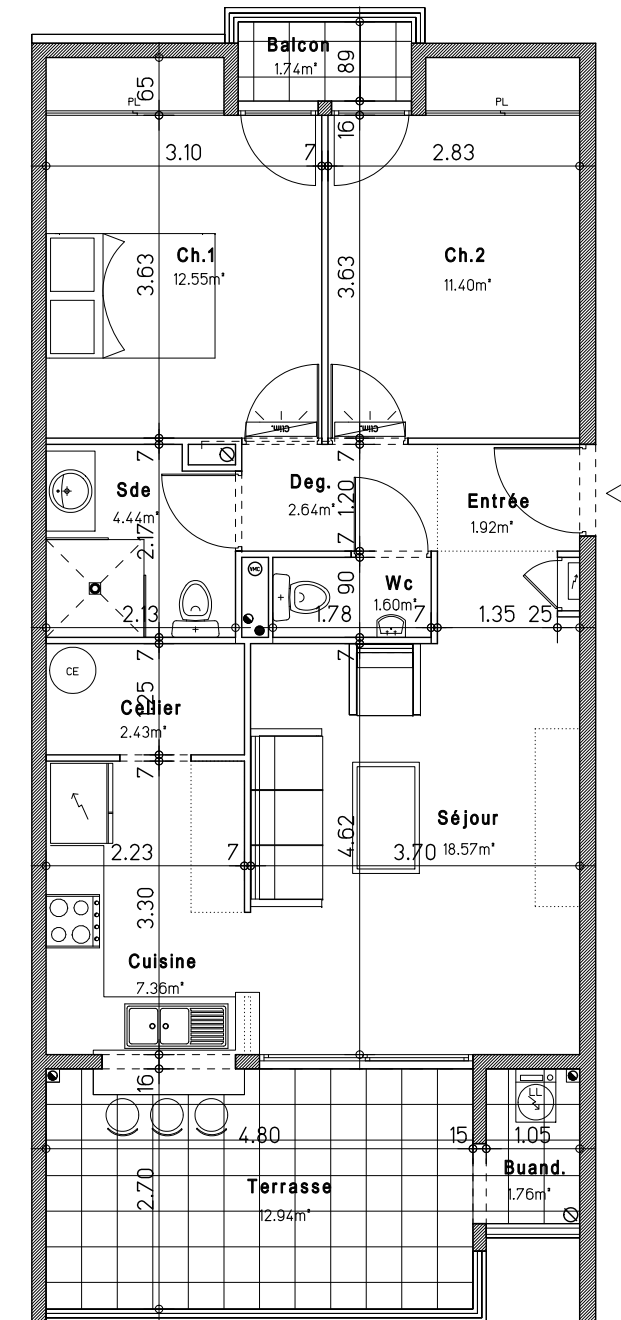 Balcon
1.74m²
89
65
PL
PL
16
3.10
7
2.83
Ch.1
12.55m²
3.63
Ch.2
11.40m²
3.63
Clim.
Clim.
7
7
Sde
4.44m²
2.17
Deg.
2.64m²
1.20
Entrée
1.92m²
7
VMC
90
Wc
1.60m²
2.13
1.78
7
1.35
25
7
7
CE
Cellier
2.43m²
1.25
7
Séjour
18.57m²
4.62
2.23
7
3.70
3.30
Cuisine
7.36m²
16
LL
4.80
15
1.05
Buand.
1.76m²
2.70
Terrasse
12.94m²